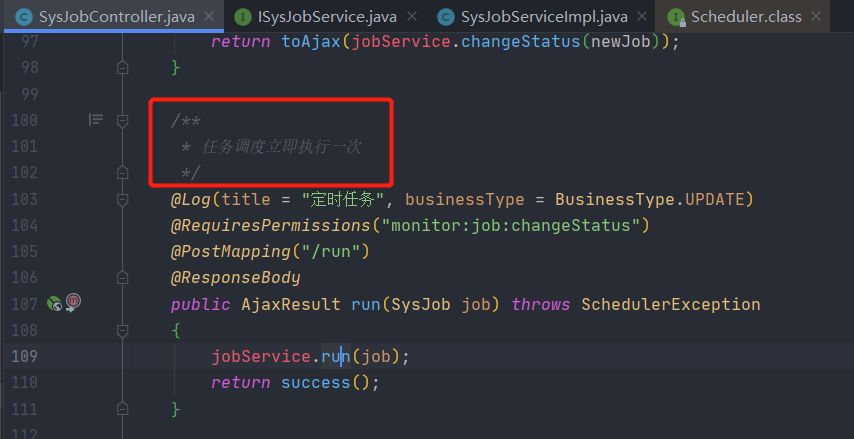 SysJobController.java × ISysJobService.java × SysJobServiceImpl.java × Scheduler.class ×
97 return toAjax(jobService.changeStatus(newJob));
98 }
99
100 /**
101 * 任务调度立即执行一次
102 */
103 @Log(title = "定时任务", businessType = BusinessType.UPDATE)
104 @RequiresPermissions("monitor:job:changeStatus")
105 @PostMapping("/run")
106 @ResponseBody
107 public AjaxResult run(SysJob job) throws SchedulerException
108 {
109 jobService.run(job);
110 return success();
111 }
112